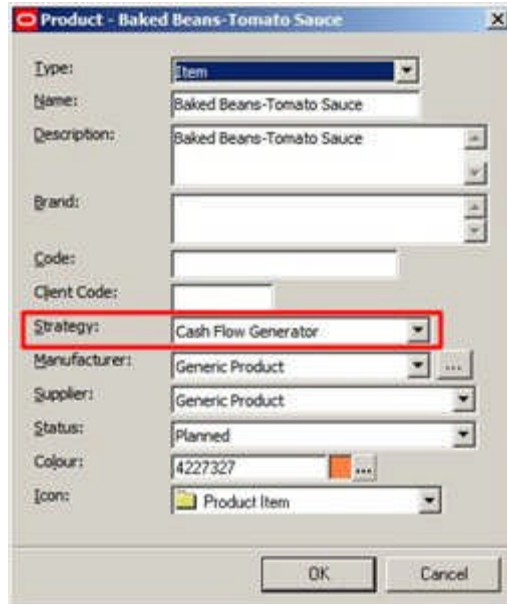 Product - Baked Beans-Tomato Sauce
Type: Item
Name: Baked Beans-Tomato Sauce
Description: Baked Beans-Tomato Sauce
Brand:
Code:
Client Code:
Strategy: Cash Flow Generator
Manufacturer: Generic Product ...
Supplier: Generic Product
Status: Planned
Colour: 4227327 ...
Icon: Product Item
OK Cancel